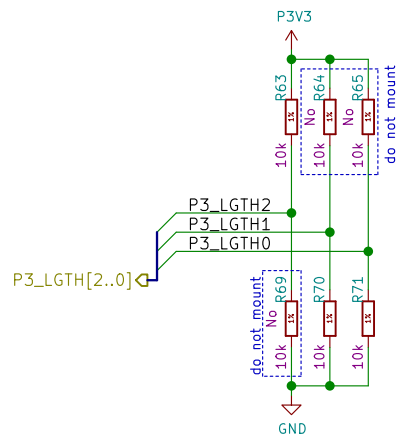 P3V3
R63
R64
R65
1%
1%
1%
No
No
10k
10k
10k
do not mount
P3_LGTH2
P3_LGTH1
P3_LGTH0
P3_LGTH[2..0]
do not mount
R69
R70
R71
No
1%
1%
1%
10k
10k
10k
GND